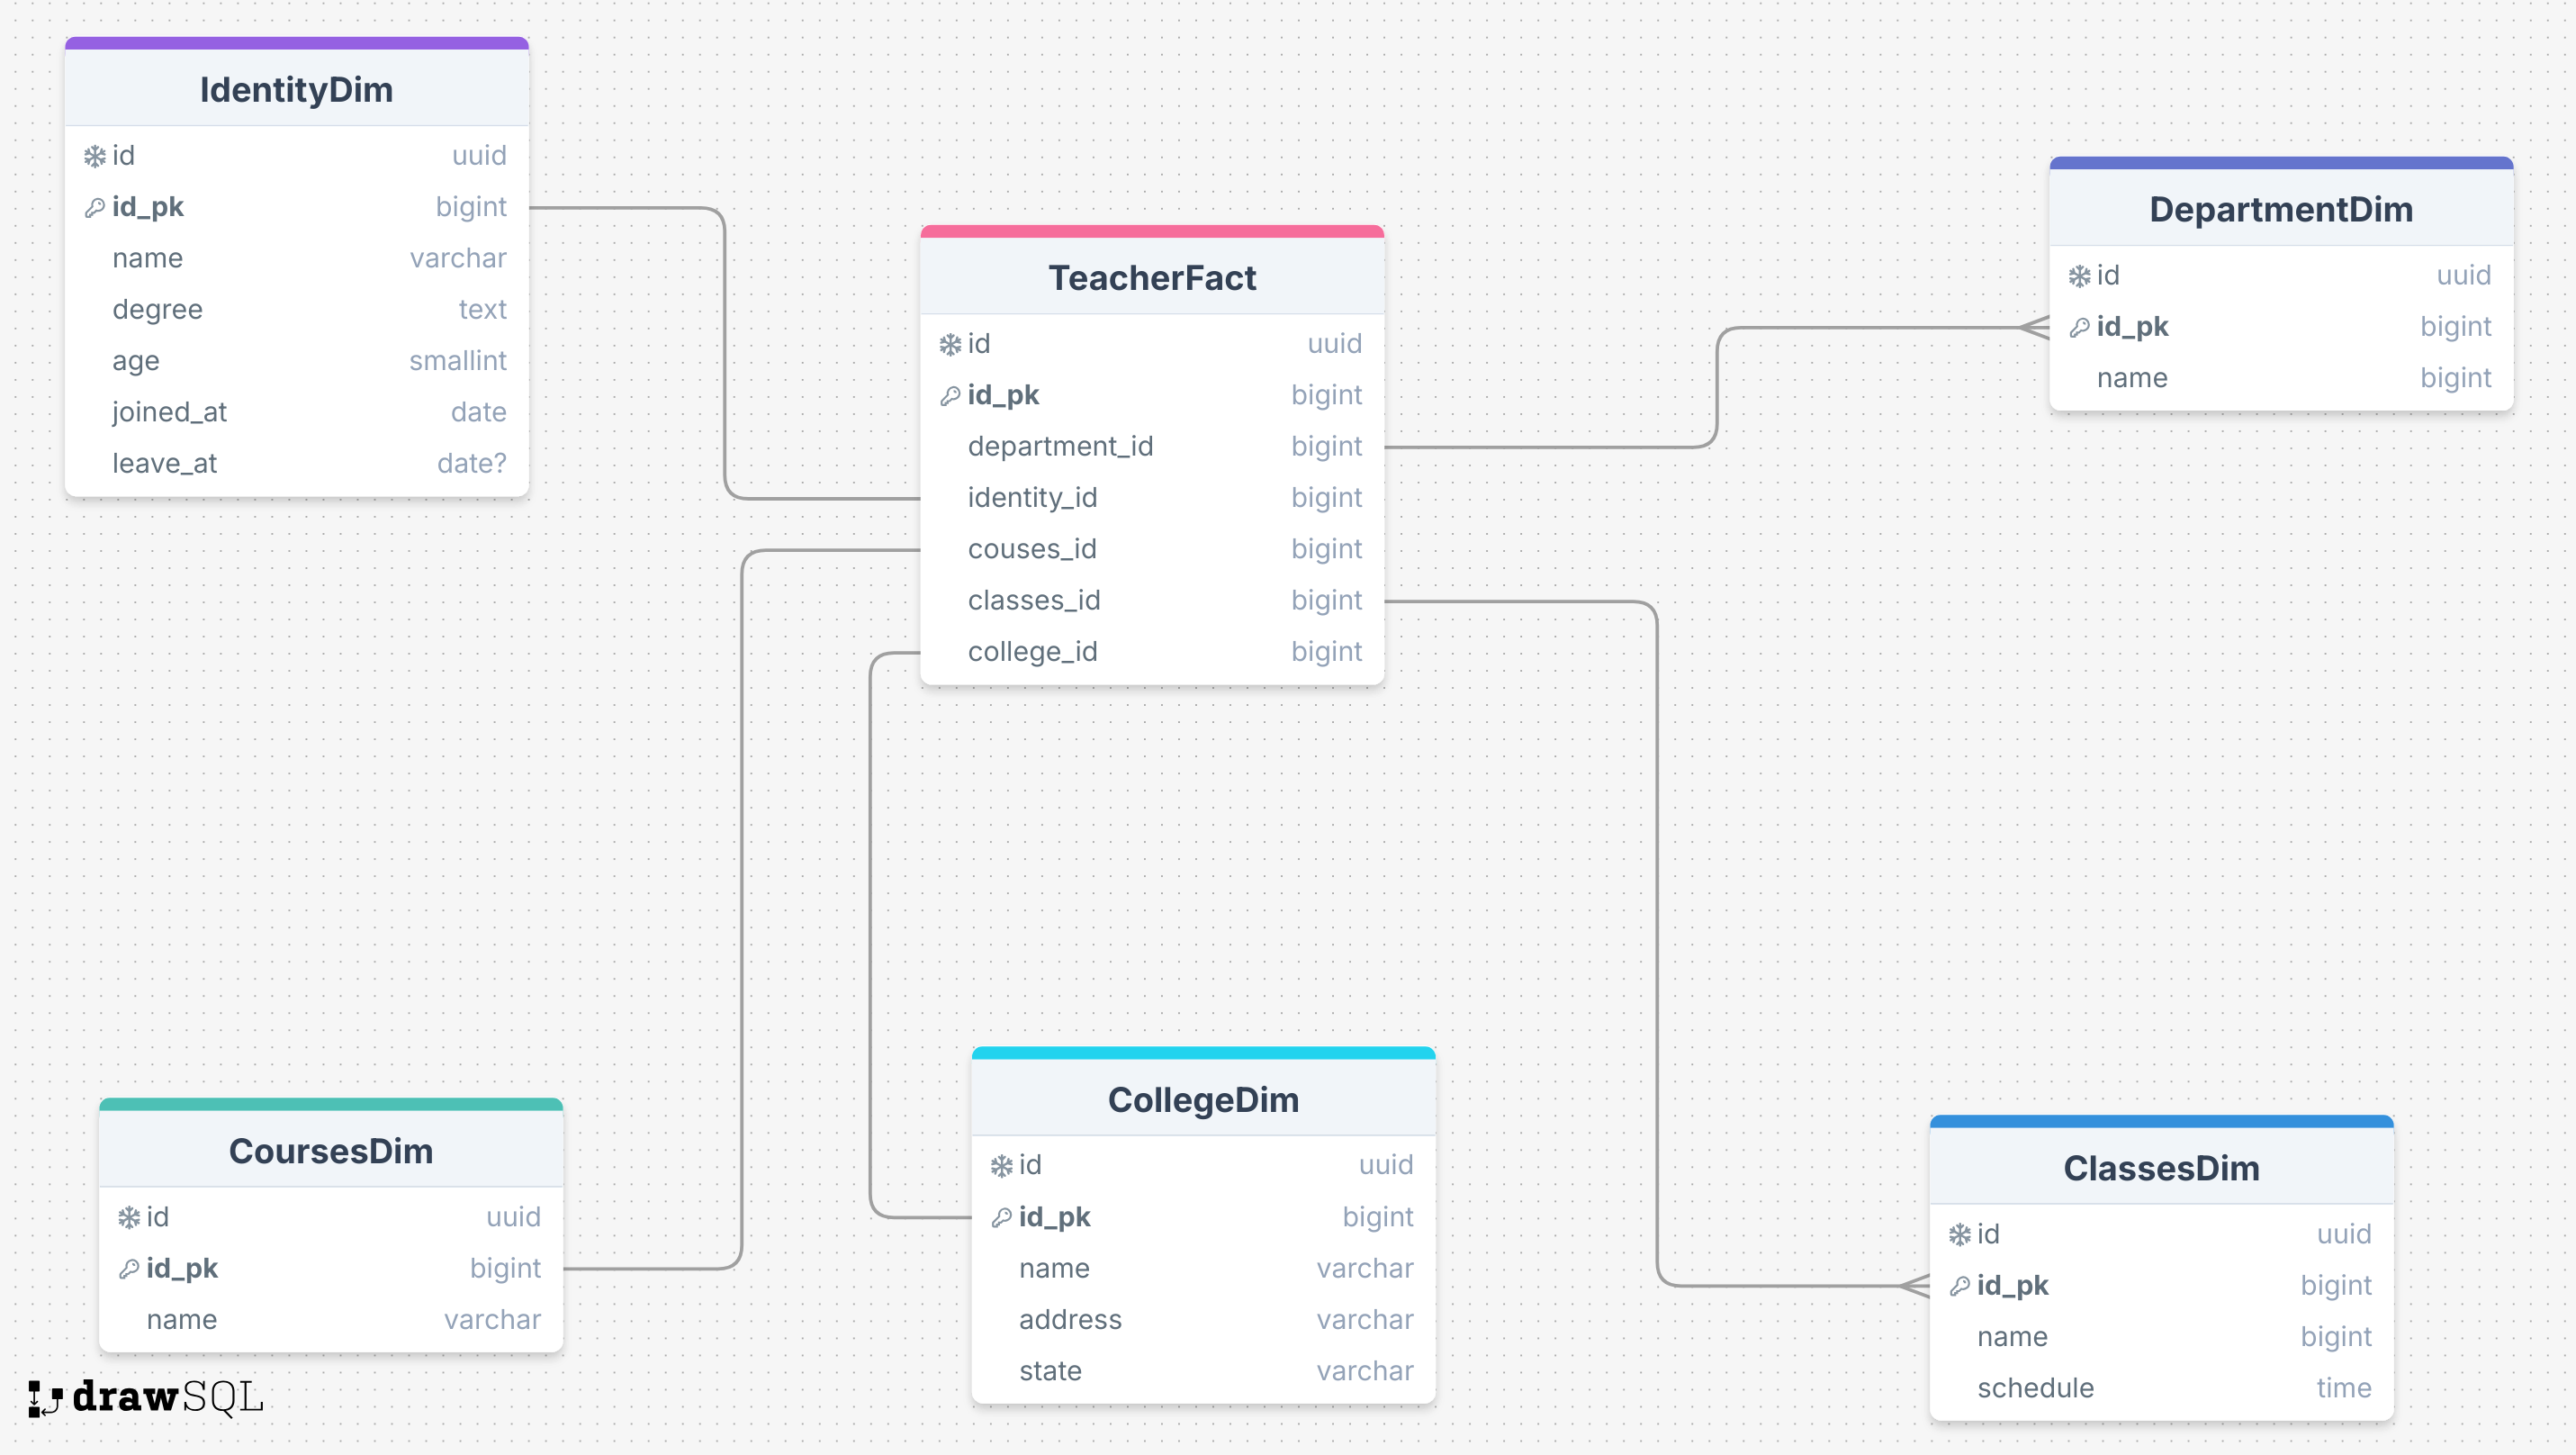 IdentityDim
id uuid
id_pk bigint
name varchar
degree text
age smallint
joined_at date
leave_at date?
TeacherFact
id uuid
id_pk bigint
department_id bigint
identity_id bigint
couses_id bigint
classes_id bigint
college_id bigint
DepartmentDim
id uuid
id_pk bigint
name bigint
CoursesDim
id uuid
id_pk bigint
name varchar
CollegeDim
id uuid
id_pk bigint
name varchar
address varchar
state varchar
ClassesDim
id uuid
id_pk bigint
name bigint
schedule time
drawSQL